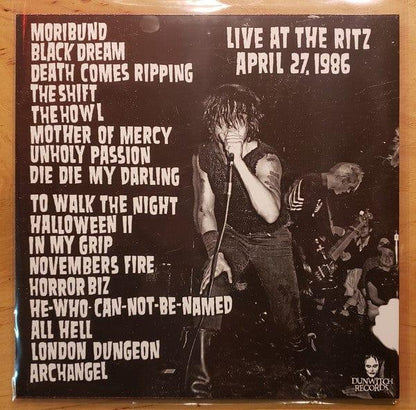 MORIBUND
BLACK DREAM
DEATH COMES RIPPING
THE SHIFT
THE HOWL
MOTHER OF MERCY
UNHOLY PASSION
DIE DIE MY DARLING
TO WALK THE NIGHT
HALLOWEEN II
IN MY GRIP
NOVEMBERS FIRE
HORROR BIZ
HE-WHO-CAN-NOT-BE-NAMED
ALL HELL
LONDON DUNGEON
ARCHANGEL
LIVE AT THE RITZ
APRIL 27, 1986
DUNWITCH
RECORDS